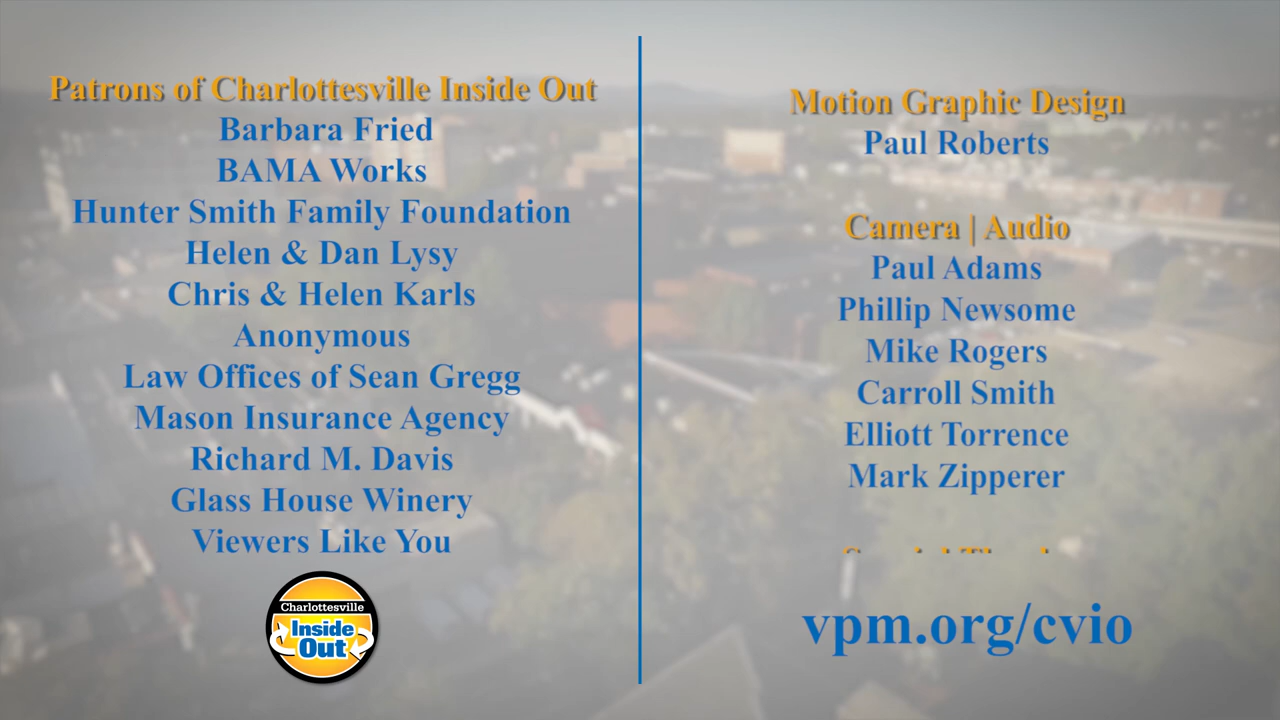 Patrons of Charlottesville Inside Out
Barbara Fried
BAMA Works
Hunter Smith Family Foundation
Helen & Dan Lysy
Chris & Helen Karls
Anonymous
Law Offices of Sean Gregg
Mason Insurance Agency
Richard M. Davis
Glass House Winery
Viewers Like You
Charlottesville
Inside
Out
Motion Graphic Design
Paul Roberts
Camera | Audio
Paul Adams
Phillip Newsome
Mike Rogers
Carroll Smith
Elliott Torrence
Mark Zipperer
vpm.org/cvio